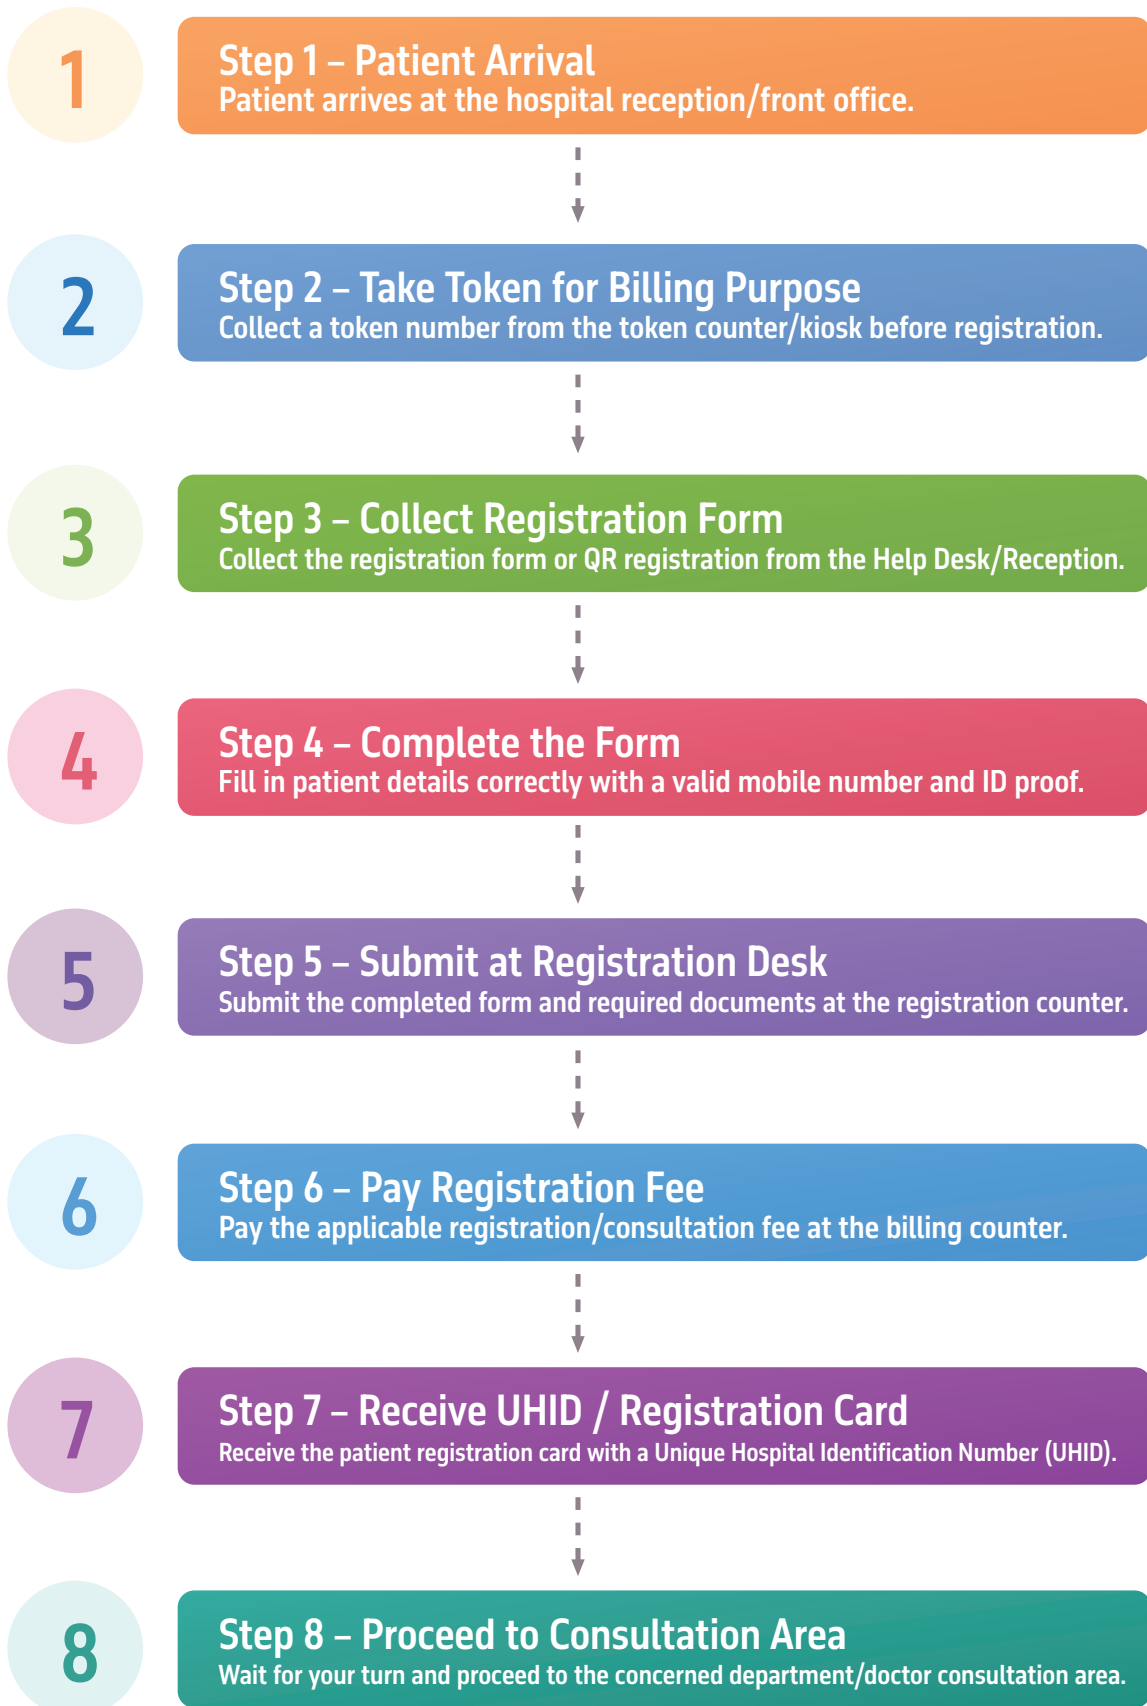 1
Step 1 – Patient Arrival
Patient arrives at the hospital reception/front office.
2
Step 2 – Take Token for Billing Purpose
Collect a token number from the token counter/kiosk before registration.
3
Step 3 – Collect Registration Form
Collect the registration form or QR registration from the Help Desk/Reception.
4
Step 4 – Complete the Form
Fill in patient details correctly with a valid mobile number and ID proof.
5
Step 5 – Submit at Registration Desk
Submit the completed form and required documents at the registration counter.
6
Step 6 – Pay Registration Fee
Pay the applicable registration/consultation fee at the billing counter.
7
Step 7 – Receive UHID / Registration Card
Receive the patient registration card with a Unique Hospital Identification Number (UHID).
8
Step 8 – Proceed to Consultation Area
Wait for your turn and proceed to the concerned department/doctor consultation area.